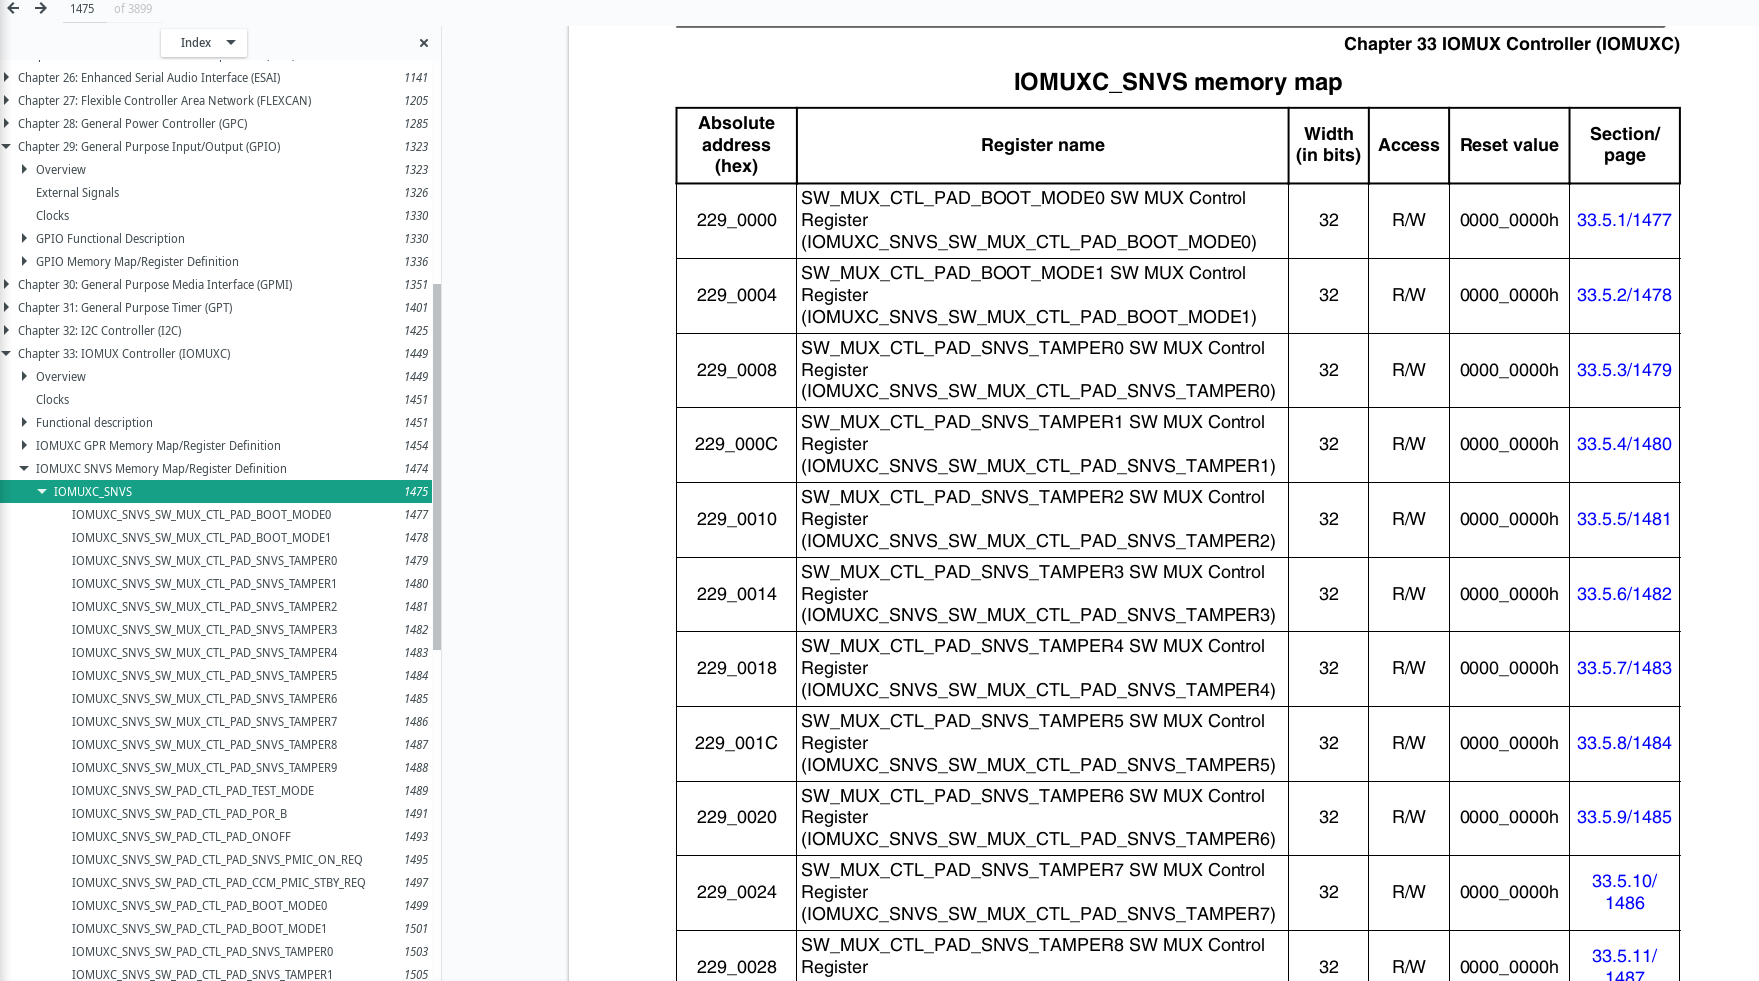 1475 of 3899
Index
Chapter 26: Enhanced Serial Audio Interface (ESAI) 1141
Chapter 27: Flexible Controller Area Network (FLEXCAN) 1205
Chapter 28: General Power Controller (GPC) 1285
Chapter 29: General Purpose Input/Output (GPIO) 1323
Overview 1323
External Signals 1326
Clocks 1330
GPIO Functional Description 1330
GPIO Memory Map/Register Definition 1336
Chapter 30: General Purpose Media Interface (GPMI) 1351
Chapter 31: General Purpose Timer (GPT) 1401
Chapter 32: I2C Controller (I2C) 1425
Chapter 33: IOMUX Controller (IOMUXC) 1449
Overview 1449
Clocks 1451
Functional description 1451
IOMUXC GPR Memory Map/Register Definition 1454
IOMUXC SNVS Memory Map/Register Definition 1474
IOMUXC_SNVS 1475
IOMUXC_SNVS_SW_MUX_CTL_PAD_BOOT_MODE0 1477
IOMUXC_SNVS_SW_MUX_CTL_PAD_BOOT_MODE1 1478
IOMUXC_SNVS_SW_MUX_CTL_PAD_SNVS_TAMPER0 1479
IOMUXC_SNVS_SW_MUX_CTL_PAD_SNVS_TAMPER1 1480
IOMUXC_SNVS_SW_MUX_CTL_PAD_SNVS_TAMPER2 1481
IOMUXC_SNVS_SW_MUX_CTL_PAD_SNVS_TAMPER3 1482
IOMUXC_SNVS_SW_MUX_CTL_PAD_SNVS_TAMPER4 1483
IOMUXC_SNVS_SW_MUX_CTL_PAD_SNVS_TAMPER5 1484
IOMUXC_SNVS_SW_MUX_CTL_PAD_SNVS_TAMPER6 1485
IOMUXC_SNVS_SW_MUX_CTL_PAD_SNVS_TAMPER7 1486
IOMUXC_SNVS_SW_MUX_CTL_PAD_SNVS_TAMPER8 1487
IOMUXC_SNVS_SW_MUX_CTL_PAD_SNVS_TAMPER9 1488
IOMUXC_SNVS_SW_PAD_CTL_PAD_TEST_MODE 1489
IOMUXC_SNVS_SW_PAD_CTL_PAD_POR_B 1491
IOMUXC_SNVS_SW_PAD_CTL_PAD_ONOFF 1493
IOMUXC_SNVS_SW_PAD_CTL_PAD_SNVS_PMIC_ON_REQ 1495
IOMUXC_SNVS_SW_PAD_CTL_PAD_CCM_PMIC_STBY_REQ 1497
IOMUXC_SNVS_SW_PAD_CTL_PAD_BOOT_MODE0 1499
IOMUXC_SNVS_SW_PAD_CTL_PAD_BOOT_MODE1 1501
IOMUXC_SNVS_SW_PAD_CTL_PAD_SNVS_TAMPER0 1503
IOMUXC_SNVS_SW_PAD_CTL_PAD_SNVS_TAMPER1 1505
Chapter 33 IOMUX Controller (IOMUXC)
IOMUXC_SNVS memory map
Absolute
address
(hex)
Register name
Width
(in bits)
Access
Reset value
Section/
page
229_0000
SW_MUX_CTL_PAD_BOOT_MODE0 SW MUX Control
Register
(IOMUXC_SNVS_SW_MUX_CTL_PAD_BOOT_MODE0)
32 R/W 0000_0000h 33.5.1/1477
229_0004
SW_MUX_CTL_PAD_BOOT_MODE1 SW MUX Control
Register
(IOMUXC_SNVS_SW_MUX_CTL_PAD_BOOT_MODE1)
32 R/W 0000_0000h 33.5.2/1478
229_0008
SW_MUX_CTL_PAD_SNVS_TAMPER0 SW MUX Control
Register
(IOMUXC_SNVS_SW_MUX_CTL_PAD_SNVS_TAMPER0)
32 R/W 0000_0000h 33.5.3/1479
229_000C
SW_MUX_CTL_PAD_SNVS_TAMPER1 SW MUX Control
Register
(IOMUXC_SNVS_SW_MUX_CTL_PAD_SNVS_TAMPER1)
32 R/W 0000_0000h 33.5.4/1480
229_0010
SW_MUX_CTL_PAD_SNVS_TAMPER2 SW MUX Control
Register
(IOMUXC_SNVS_SW_MUX_CTL_PAD_SNVS_TAMPER2)
32 R/W 0000_0000h 33.5.5/1481
229_0014
SW_MUX_CTL_PAD_SNVS_TAMPER3 SW MUX Control
Register
(IOMUXC_SNVS_SW_MUX_CTL_PAD_SNVS_TAMPER3)
32 R/W 0000_0000h 33.5.6/1482
229_0018
SW_MUX_CTL_PAD_SNVS_TAMPER4 SW MUX Control
Register
(IOMUXC_SNVS_SW_MUX_CTL_PAD_SNVS_TAMPER4)
32 R/W 0000_0000h 33.5.7/1483
229_001C
SW_MUX_CTL_PAD_SNVS_TAMPER5 SW MUX Control
Register
(IOMUXC_SNVS_SW_MUX_CTL_PAD_SNVS_TAMPER5)
32 R/W 0000_0000h 33.5.8/1484
229_0020
SW_MUX_CTL_PAD_SNVS_TAMPER6 SW MUX Control
Register
(IOMUXC_SNVS_SW_MUX_CTL_PAD_SNVS_TAMPER6)
32 R/W 0000_0000h 33.5.9/1485
229_0024
SW_MUX_CTL_PAD_SNVS_TAMPER7 SW MUX Control
Register
(IOMUXC_SNVS_SW_MUX_CTL_PAD_SNVS_TAMPER7)
32 R/W 0000_0000h 33.5.10/
1486
229_0028
SW_MUX_CTL_PAD_SNVS_TAMPER8 SW MUX Control
Register
32 R/W 0000_0000h 33.5.11/
1487